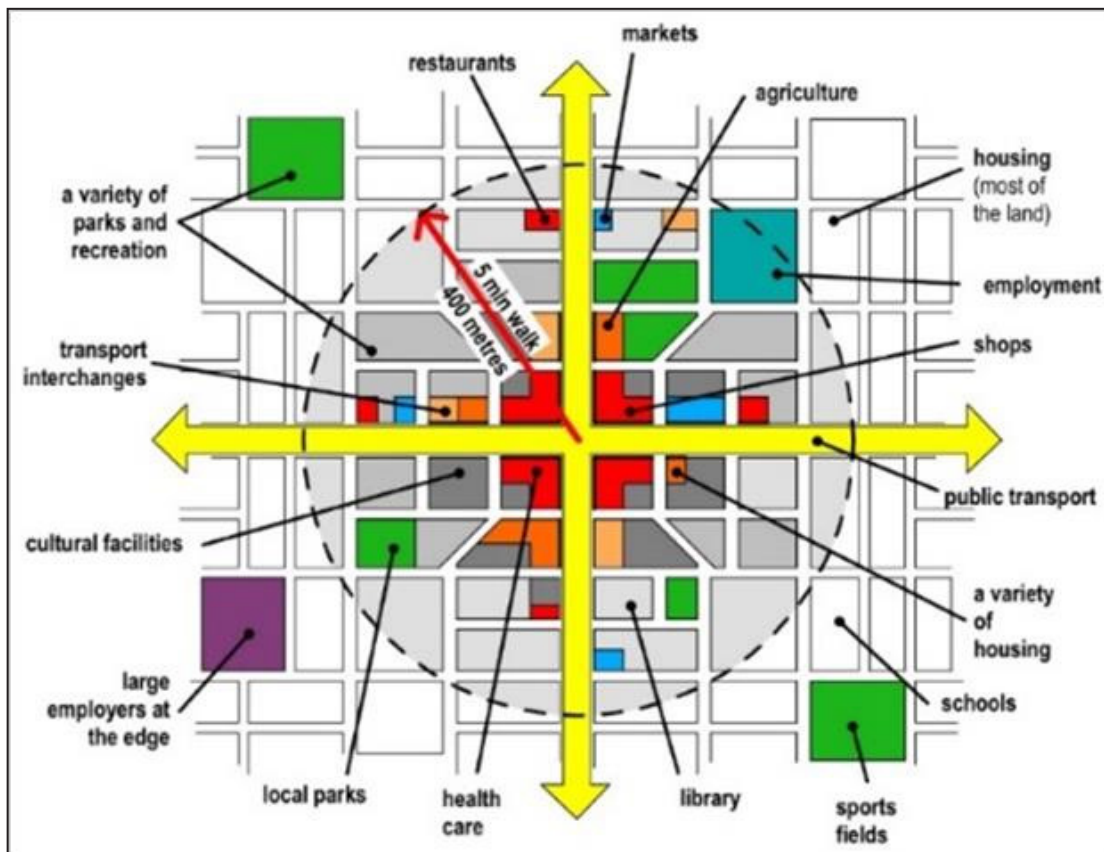 markets
restaurants
agriculture
housing
(most of
the land)
a variety of
parks and
recreation
5 min walk
400 metres
employment
transport
interchanges
shops
public transport
cultural facilities
a variety
of
housing
large
employers at
the edge
schools
local parks
health
care
library
sports
fields